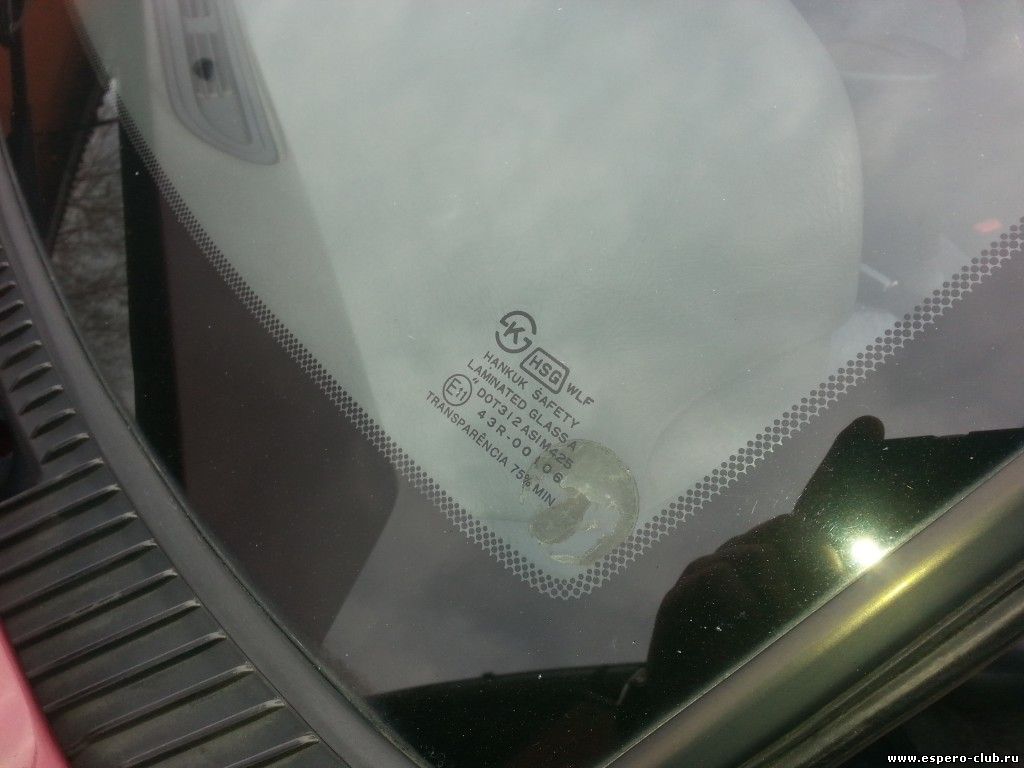 K
HSG WLF
HANKUK SAFETY
LAMINATED GLASS A
E11 DOT312 AS1M425
43R-00106
TRANSPARÊNCIA 75% MIN
www.espero-club.ru